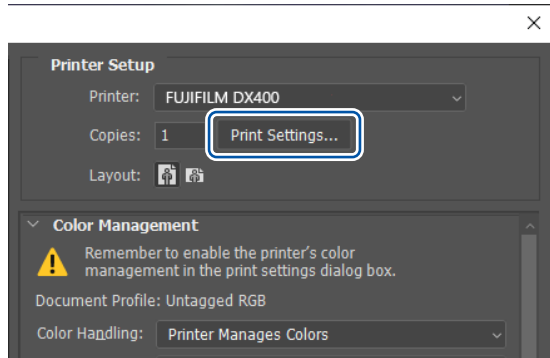 Printer Setup
Printer: FUJIFILM DX400
Copies: 1 Print Settings...
Layout:
Color Management
Remember to enable the printer's color
management in the print settings dialog box.
Document Profile: Untagged RGB
Color Handling: Printer Manages Colors